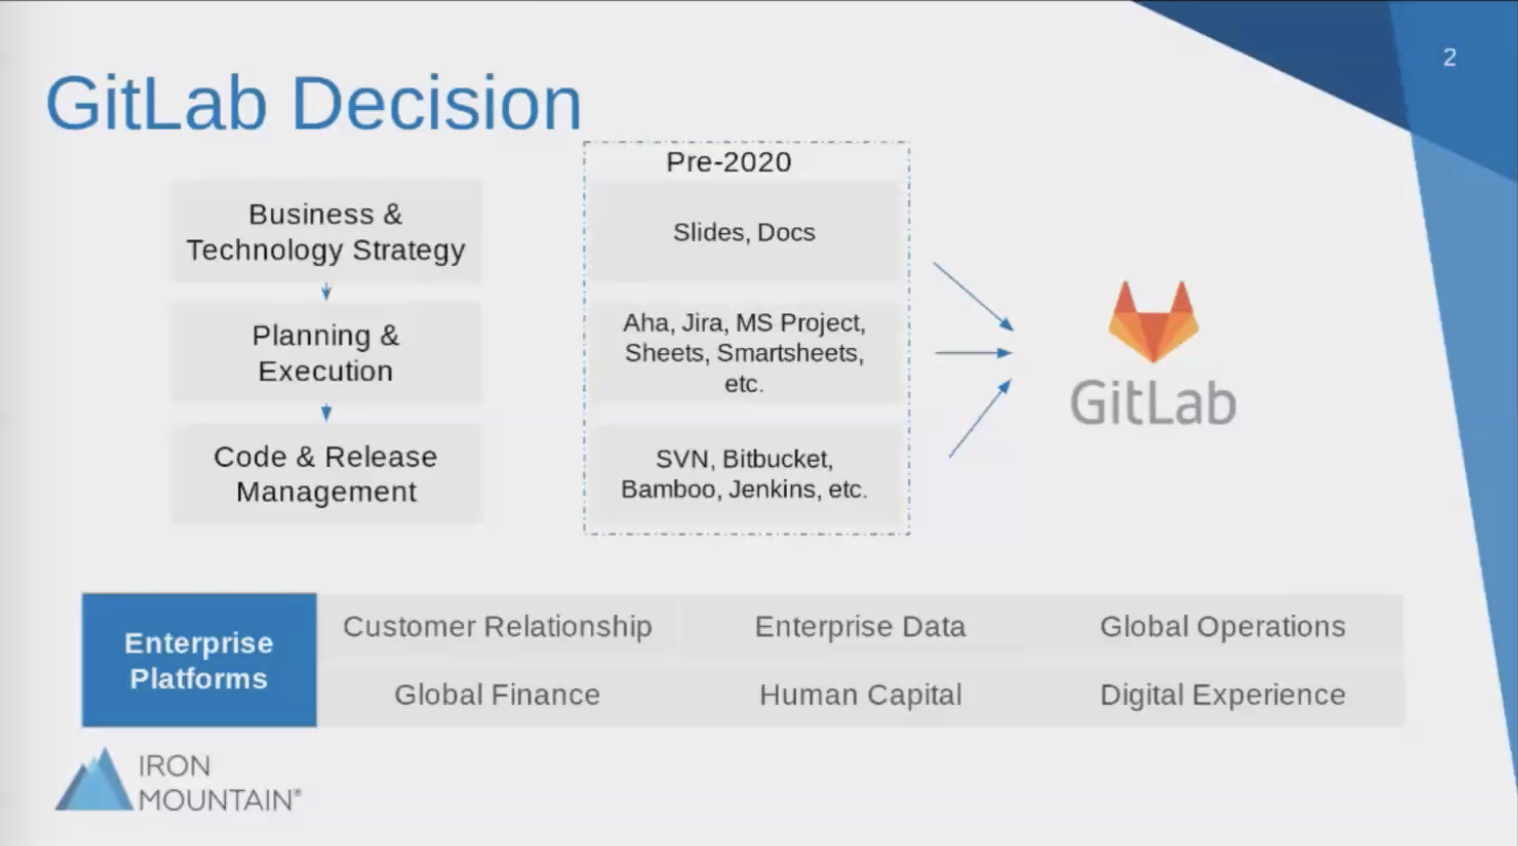 2
GitLab Decision
Pre-2020
Business &
Technology Strategy
Slides, Docs
Planning &
Execution
Aha, Jira, MS Project,
Sheets, Smartsheets,
etc.
GitLab
Code & Release
Management
SVN, Bitbucket,
Bamboo, Jenkins, etc.
Enterprise
Platforms
Customer Relationship
Enterprise Data
Global Operations
Global Finance
Human Capital
Digital Experience
IRON
MOUNTAIN®